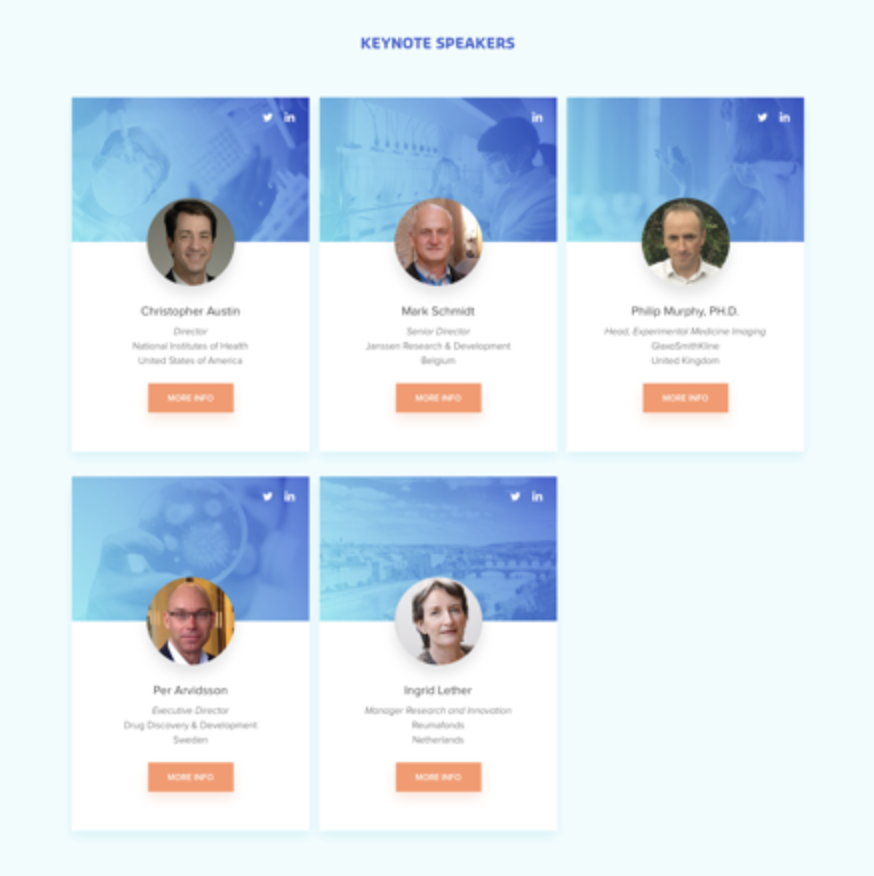 KEYNOTE SPEAKERS
Christopher Austin
Director
National Institutes of Health
United States of America
MORE INFO
Mark Schmidt
Senior Director
Janssen Research & Development
Belgium
MORE INFO
Philip Murphy, PH.D.
Head, Experimental Medicine Imaging
GlaxoSmithKline
United Kingdom
MORE INFO
Per Arvidsson
Executive Director
Drug Discovery & Development
Sweden
MORE INFO
Ingrid Lether
Manager Research and Innovation
Reumafonds
Netherlands
MORE INFO